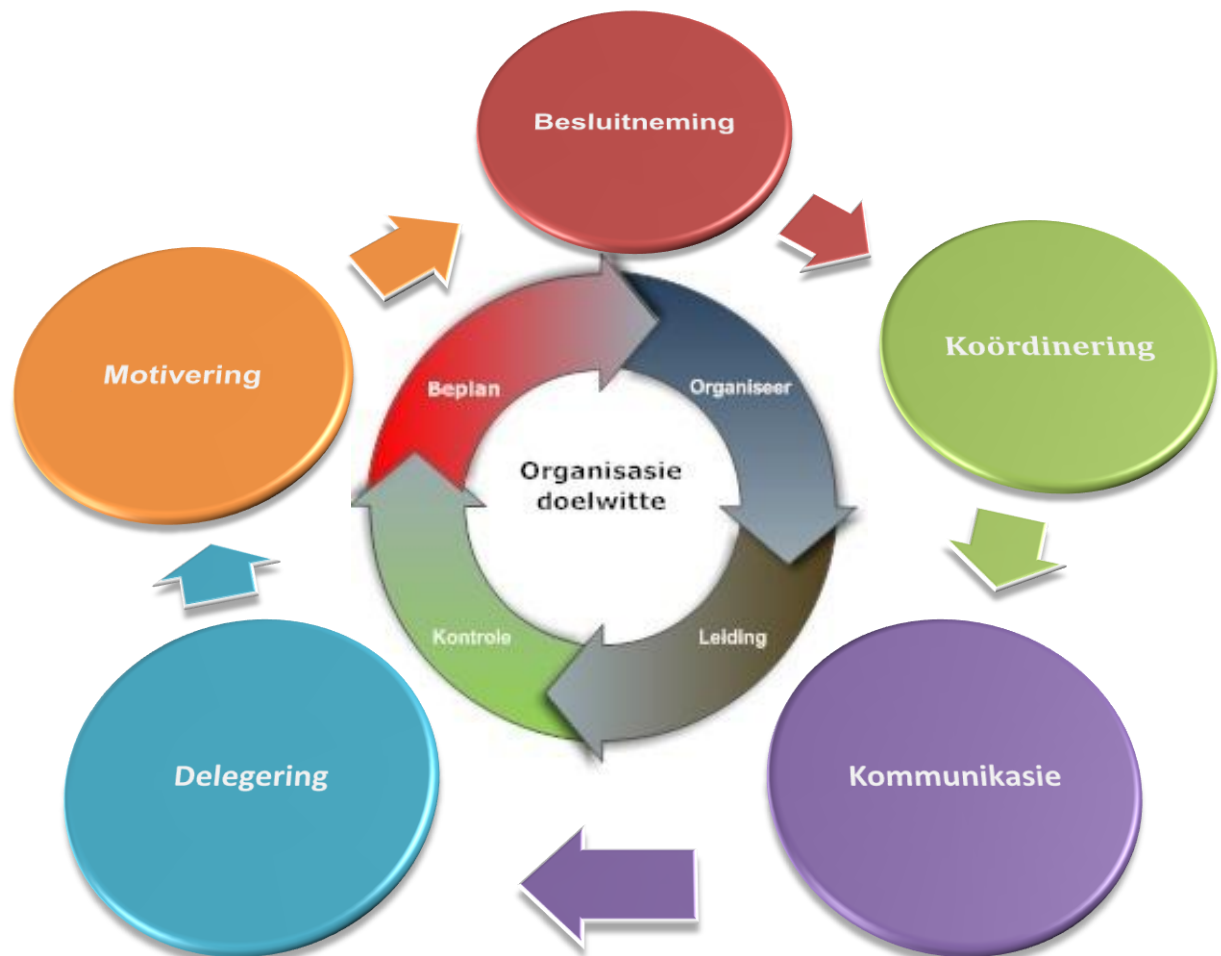 Besluitneming
Koördinering
Motivering
Beplan
Organiseer
Organisasie
doelwitte
Kontrole
Leiding
Delegering
Kommunikasie